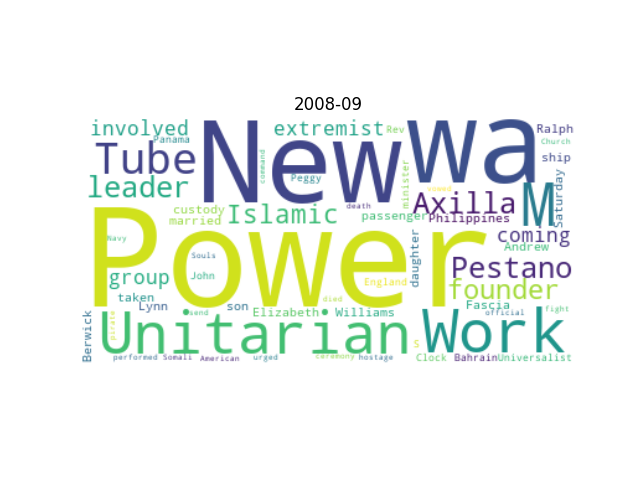 2008-09
involved
Panama
New
wa
extremist
Rev
Ralph
Church
ship
Tube
command
Peggy
minister
leader
death
named
Axilla
M
Saturday
custody
married
Islamic
passenger
Philippines
coming
Andrew
Power
Navy
Souls
daughter
Pestano
group
John
England
founder
taken
Lynn
son
died
Fascia
official
fight
Berwick
pirate
send
Elizabeth
Williams
Unitarian
S
Work
performed
Somali
American
urged
ceremony
hostage
Clock
Bahrain
Universalist